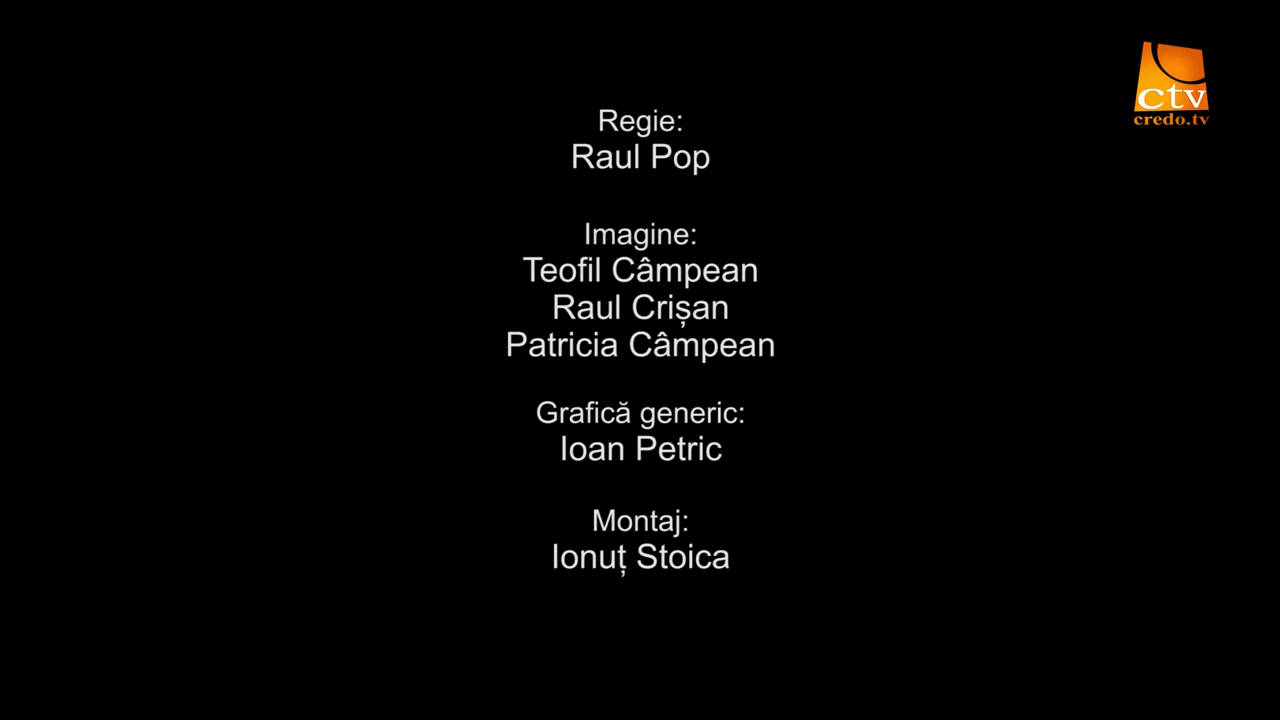 ctv
credo.tv
Regie:
Raul Pop
Imagine:
Teofil Câmpean
Raul Crișan
Patricia Câmpean
Grafică generic:
Ioan Petric
Montaj:
Ionuț Stoica